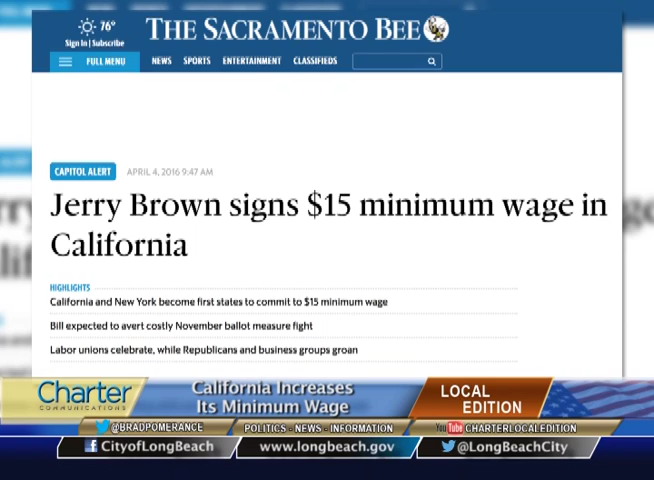 76°
THE SACRAMENTO BEE
Sign In | Subscribe
FULL MENU NEWS SPORTS ENTERTAINMENT CLASSIFIEDS
CAPITOL ALERT APRIL 4, 2016 9:47 AM
Jerry Brown signs $15 minimum wage in
California
HIGHLIGHTS
California and New York become first states to commit to $15 minimum wage
Bill expected to avert costly November ballot measure fight
Labor unions celebrate, while Republicans and business groups groan
Charter
COMMUNICATIONS
California Increases
Its Minimum Wage
LOCAL
EDITION
@BRADPOMERANCE POLITICS - NEWS - INFORMATION YouTube CHARTERLOCALEDITION
CityofLongBeach www.longbeach.gov @LongBeachCity